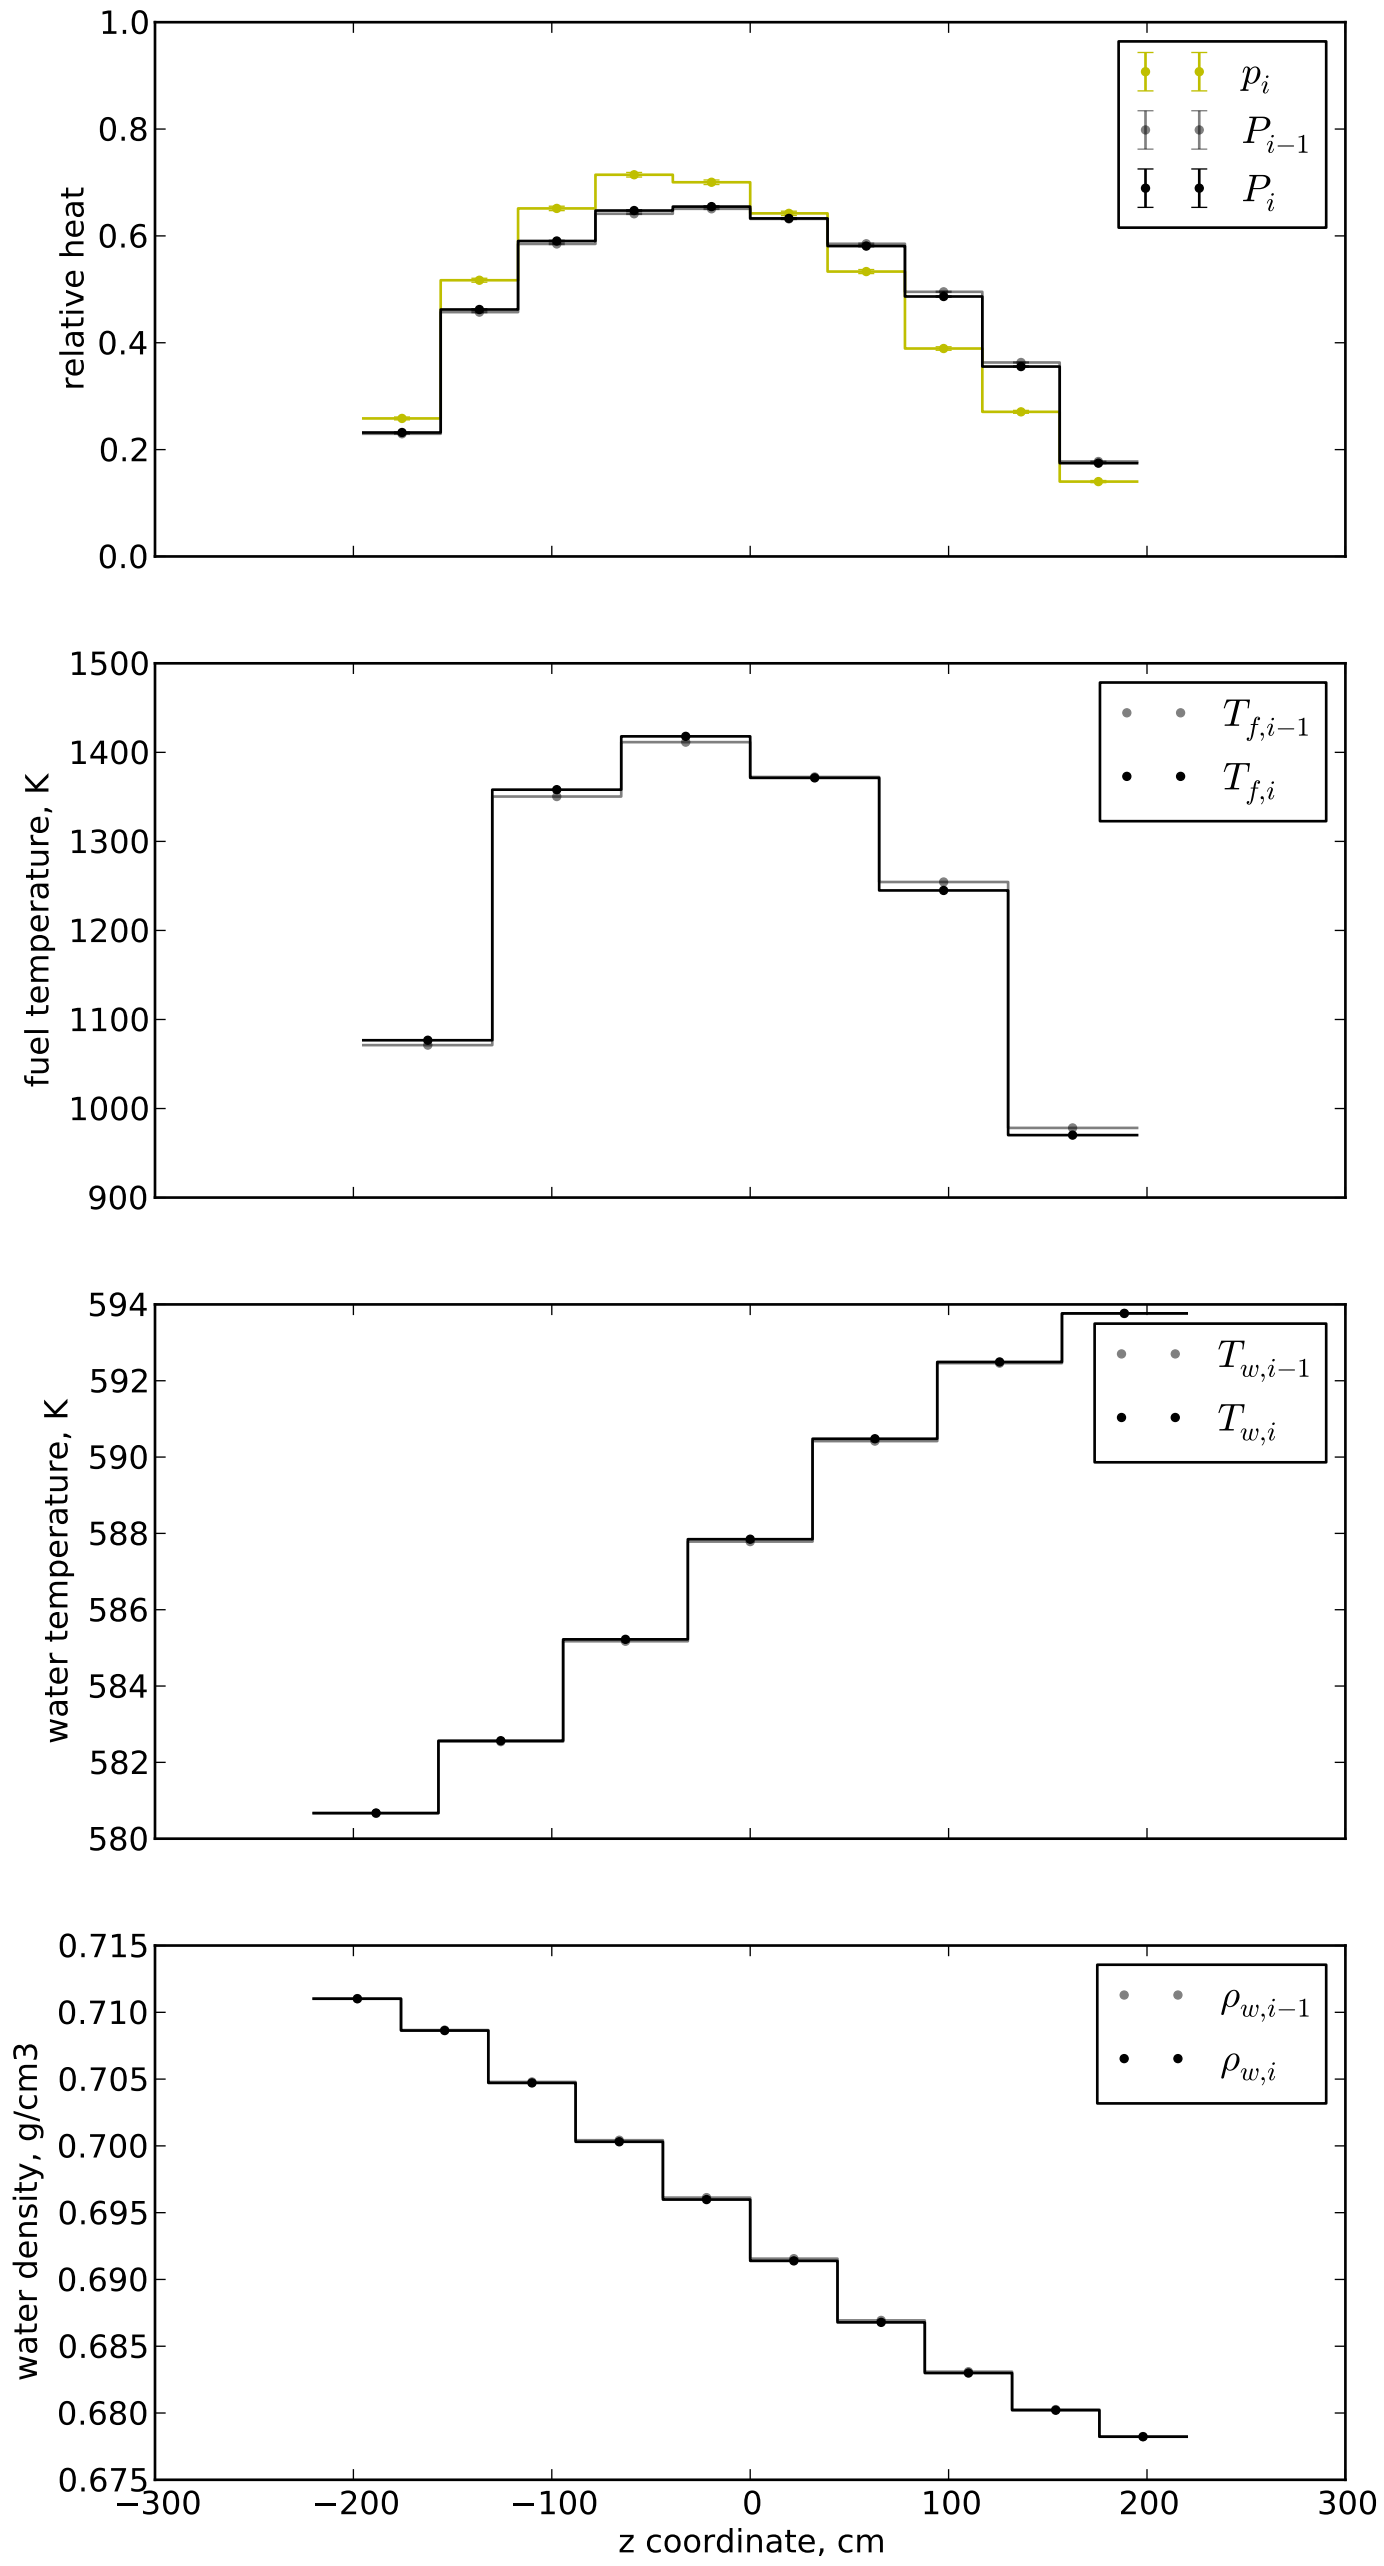 1.0
0.8
0.6
0.4
0.2
0.0
relative heat
p_i
P_{i−1}
P_i
1500
1400
1300
1200
1100
1000
900
fuel temperature, K
T_{f,i−1}
T_{f,i}
594
592
590
588
586
584
582
580
water temperature, K
T_{w,i−1}
T_{w,i}
0.715
0.710
0.705
0.700
0.695
0.690
0.685
0.680
0.675
water density, g/cm3
ρ_{w,i−1}
ρ_{w,i}
−300 −200 −100 0 100 200 300
z coordinate, cm